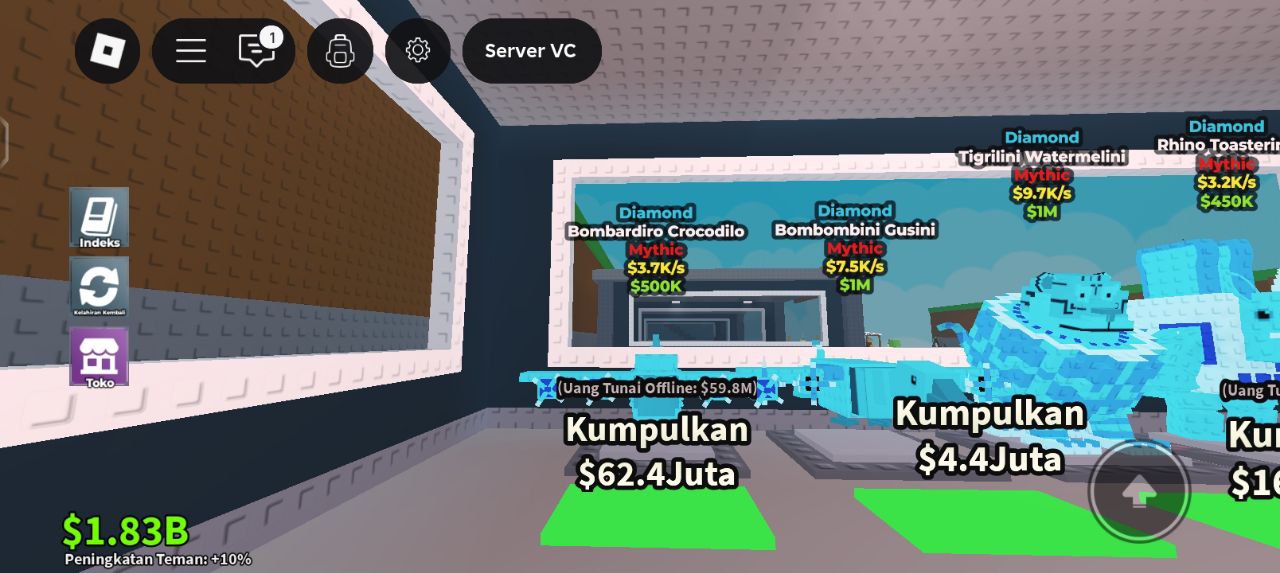 1
Server VC
Indeks
Kelahiran Kembali
Toko
Diamond
Bombardiro Crocodilo
Mythic
$3.7K/s
$500K
Diamond
Bombombini Gusini
Mythic
$7.5K/s
$1M
Diamond
Tigrilini Watermelini
Mythic
$9.7K/s
$1M
Diamond
Rhino
Mythic
$3.2K/s
$450K
(Uang Tunai Offline: $59.8M)
Kumpulkan
$62.4Juta
Kumpulkan
$4.4Juta
(Uang
$1.83B
Peningkatan Teman: +10%